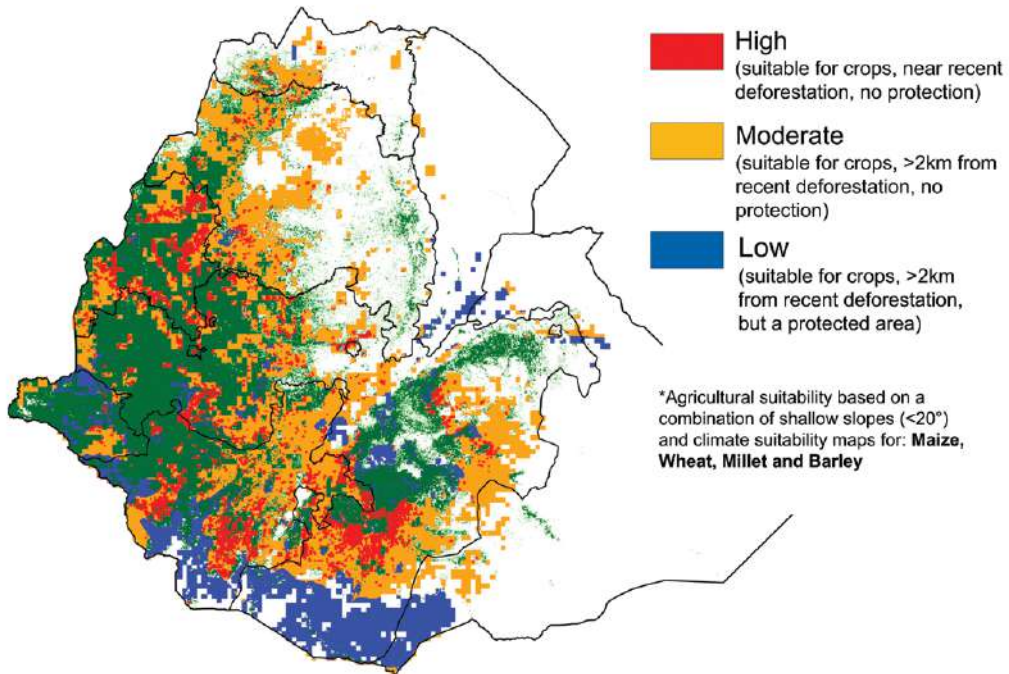 High
(suitable for crops, near recent
deforestation, no protection)
Moderate
(suitable for crops, >2km from
recent deforestation, no
protection)
Low
(suitable for crops, >2km
from recent deforestation,
but a protected area)
*Agricultural suitability based on a
combination of shallow slopes (<20°)
and climate suitability maps for: Maize,
Wheat, Millet and Barley